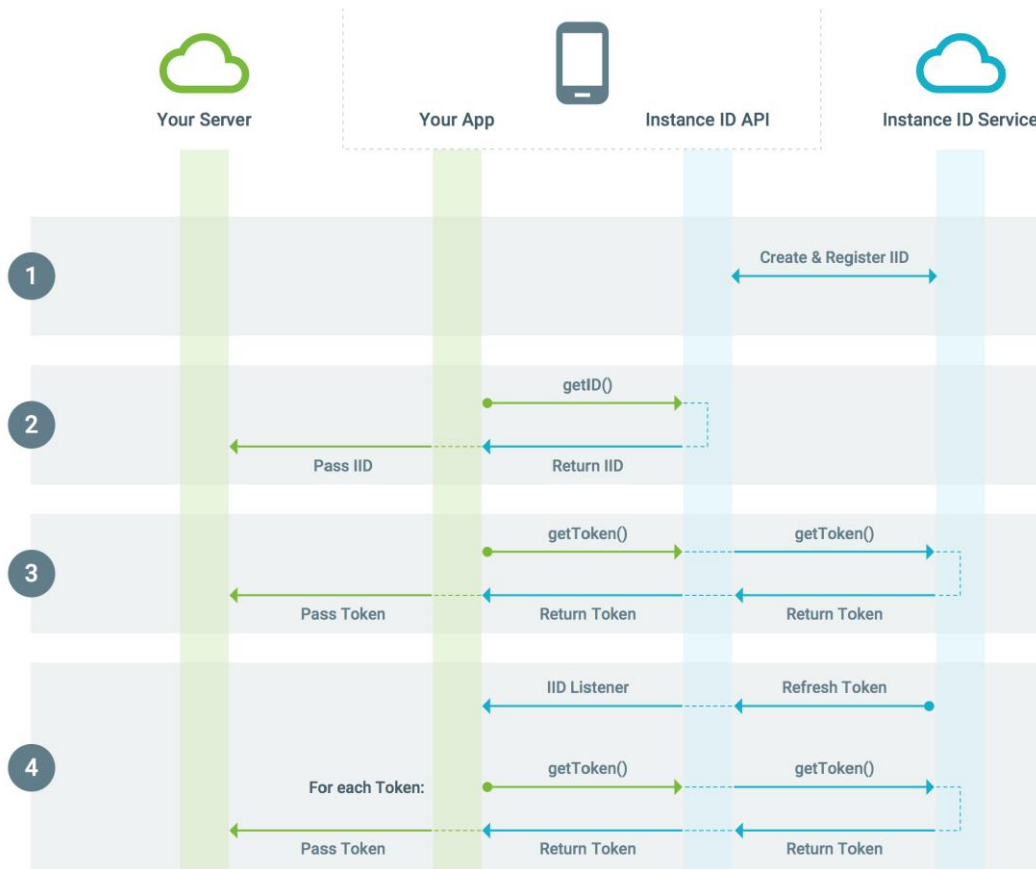 Your Server
Your App
Instance ID API
Instance ID Service
1
Create & Register IID
2
getID()
Pass IID
Return IID
3
getToken()
getToken()
Pass Token
Return Token
Return Token
4
IID Listener
Refresh Token
For each Token:
getToken()
getToken()
Pass Token
Return Token
Return Token